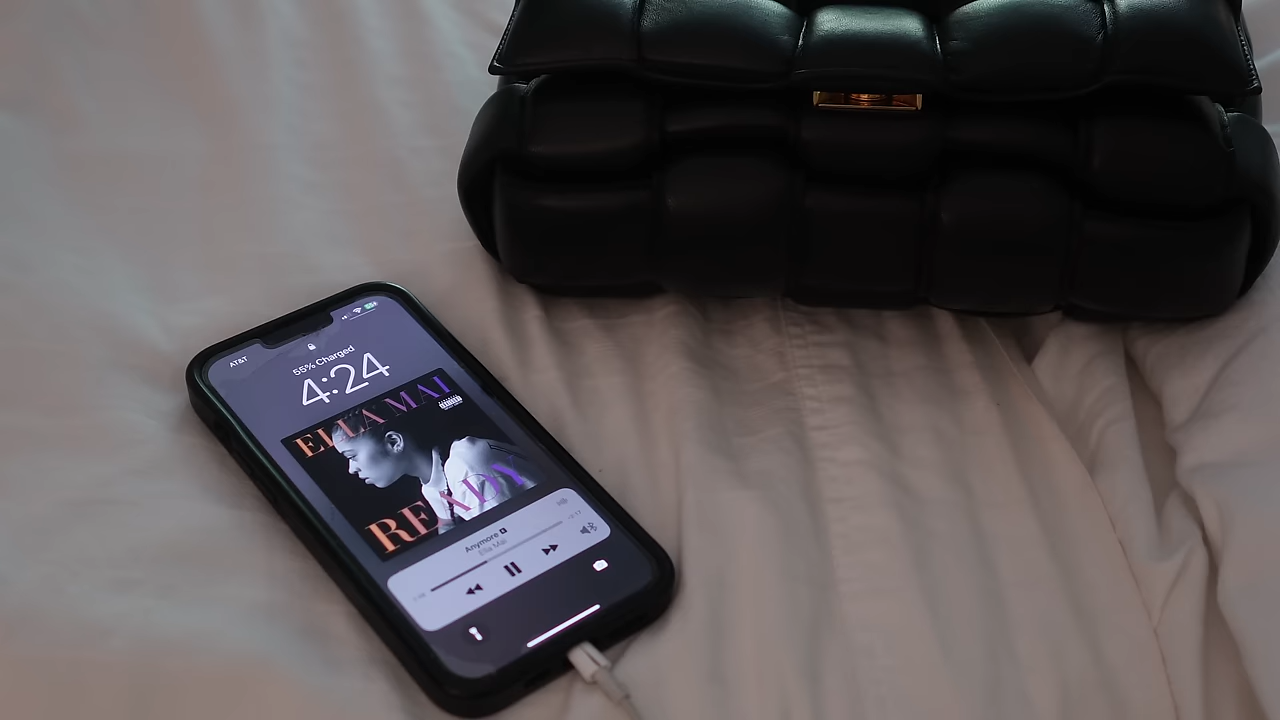 AT&T
55% Charged
4:24
ELLA MAI
READY
Anymore E
Ella Mai